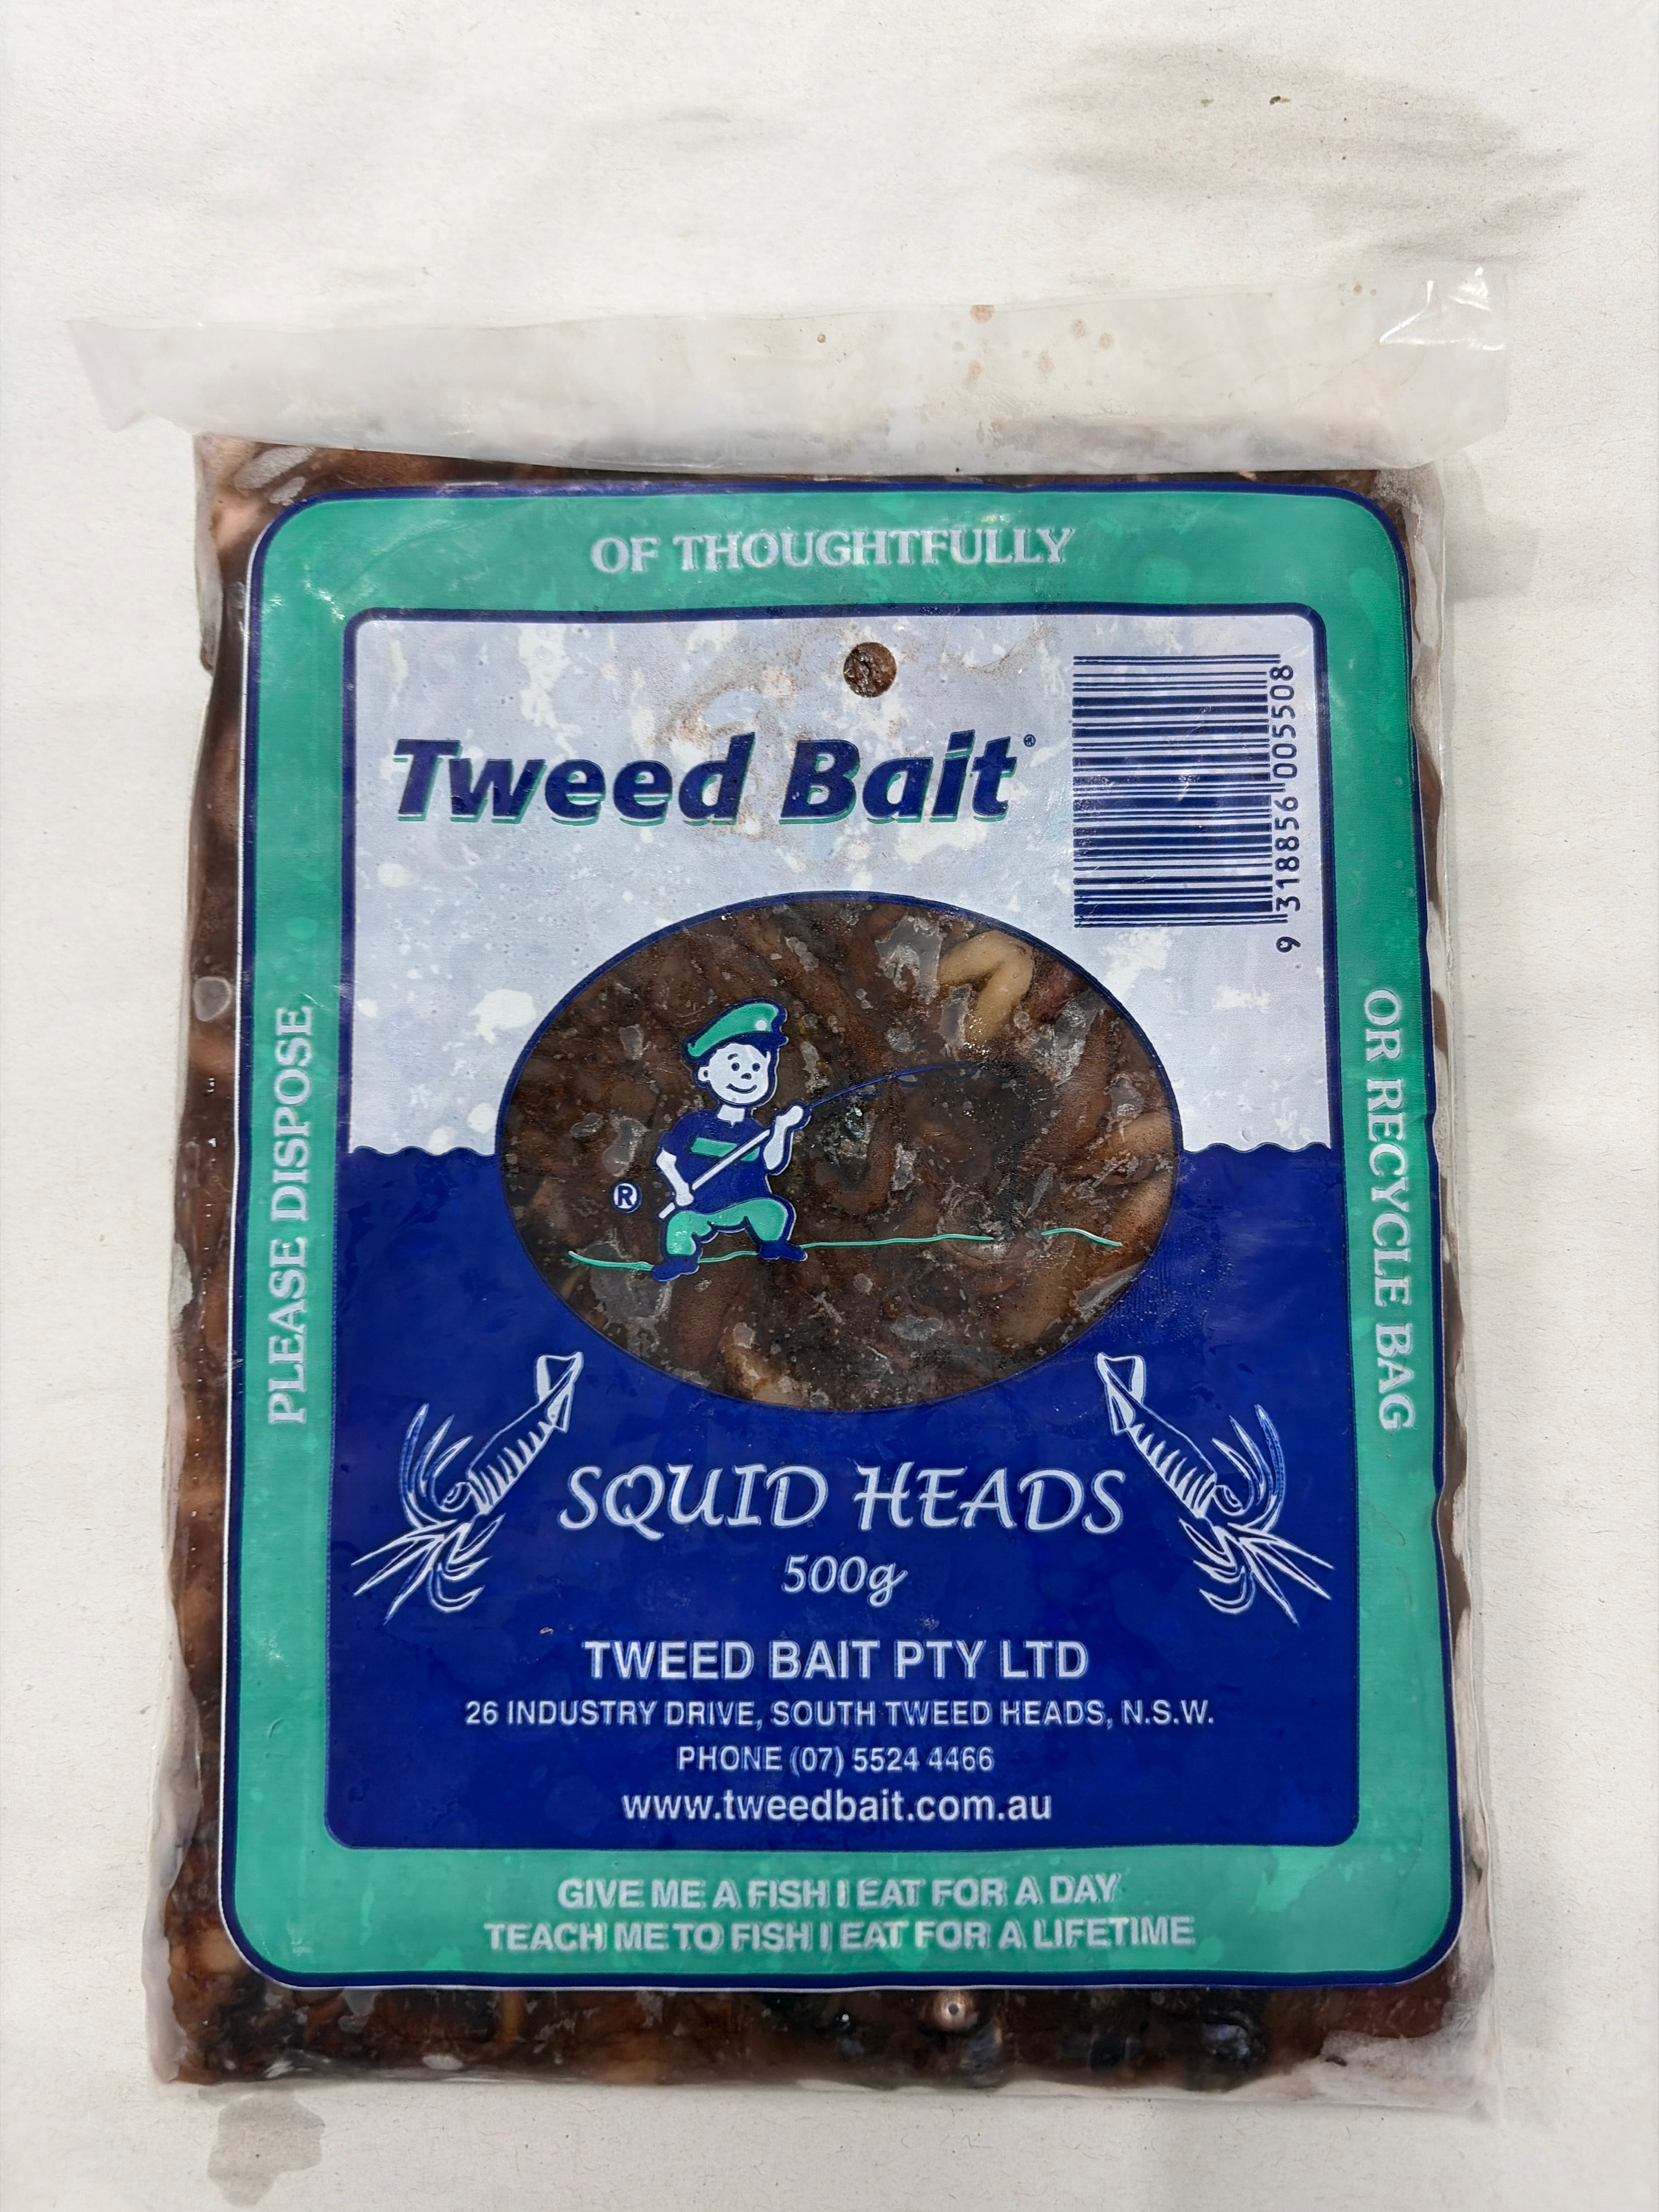 OF THOUGHTFULLY
Tweed Bait®
9 318856 005508
PLEASE DISPOSE
OR RECYCLE BAG
®
SQUID HEADS
500g
TWEED BAIT PTY LTD
26 INDUSTRY DRIVE, SOUTH TWEED HEADS, N.S.W.
PHONE (07) 5524 4466
www.tweedbait.com.au
GIVE ME A FISH I EAT FOR A DAY
TEACH ME TO FISH I EAT FOR A LIFETIME